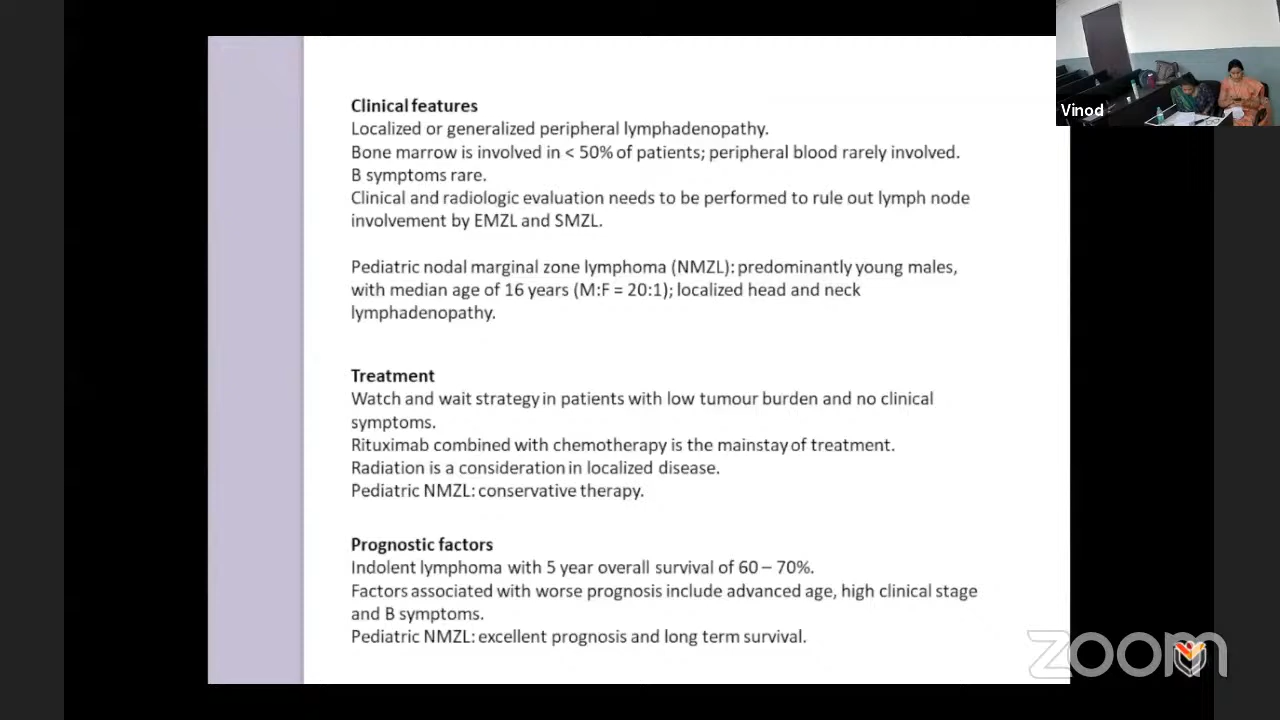 Clinical features
Localized or generalized peripheral lymphadenopathy.
Bone marrow is involved in < 50% of patients; peripheral blood rarely involved.
B symptoms rare.
Clinical and radiologic evaluation needs to be performed to rule out lymph node
involvement by EMZL and SMZL.
Pediatric nodal marginal zone lymphoma (NMZL): predominantly young males,
with median age of 16 years (M:F = 20:1); localized head and neck
lymphadenopathy.
Treatment
Watch and wait strategy in patients with low tumour burden and no clinical
symptoms.
Rituximab combined with chemotherapy is the mainstay of treatment.
Radiation is a consideration in localized disease.
Pediatric NMZL: conservative therapy.
Prognostic factors
Indolent lymphoma with 5 year overall survival of 60 – 70%.
Factors associated with worse prognosis include advanced age, high clinical stage
and B symptoms.
Pediatric NMZL: excellent prognosis and long term survival.
Vinod
zoom